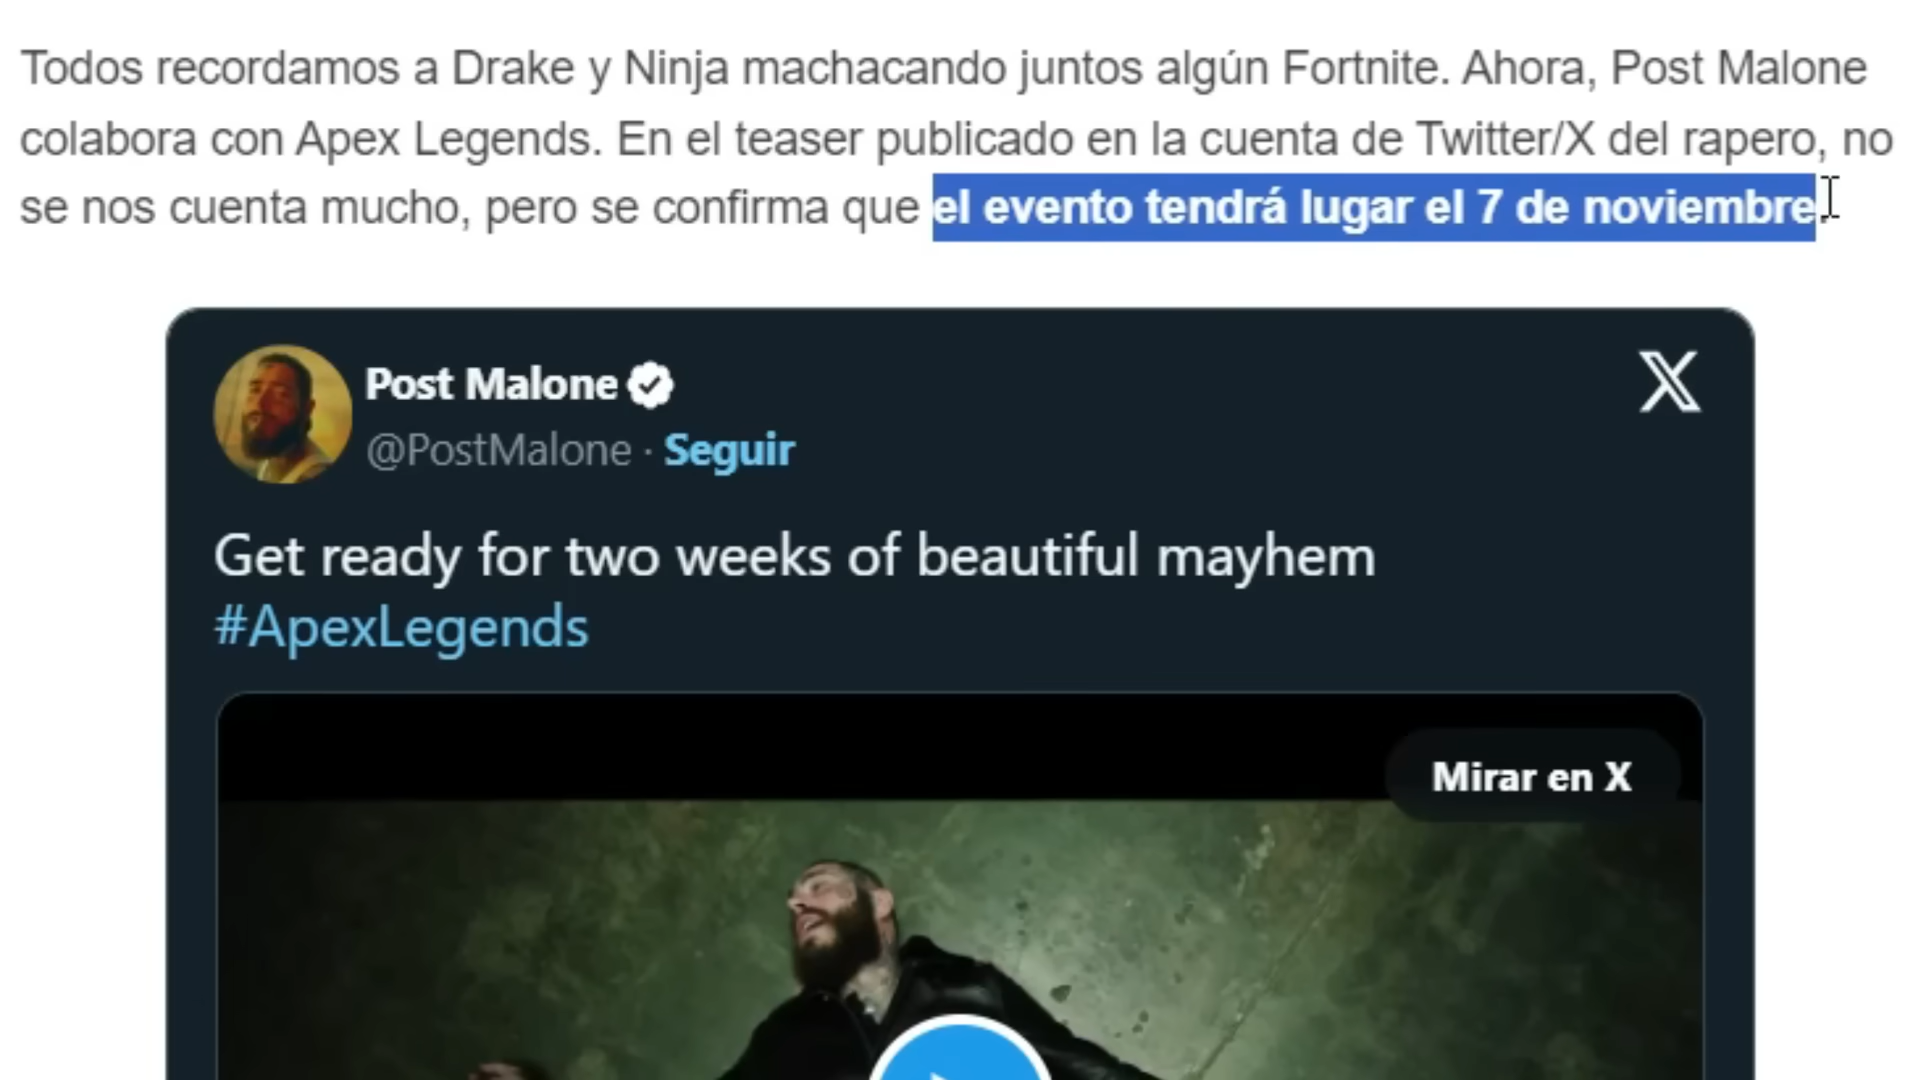 Todos recordamos a Drake y Ninja machacando juntos algún Fortnite. Ahora, Post Malone
colabora con Apex Legends. En el teaser publicado en la cuenta de Twitter/X del rapero, no
se nos cuenta mucho, pero se confirma que el evento tendrá lugar el 7 de noviembre.
Post Malone
@PostMalone · Seguir
Get ready for two weeks of beautiful mayhem
#ApexLegends
Mirar en X